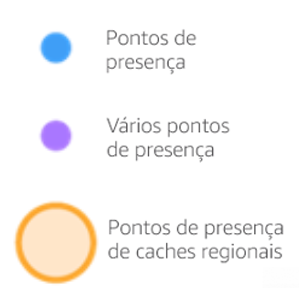 Pontos de
presença
Vários pontos
de presença
Pontos de presença
de caches regionais